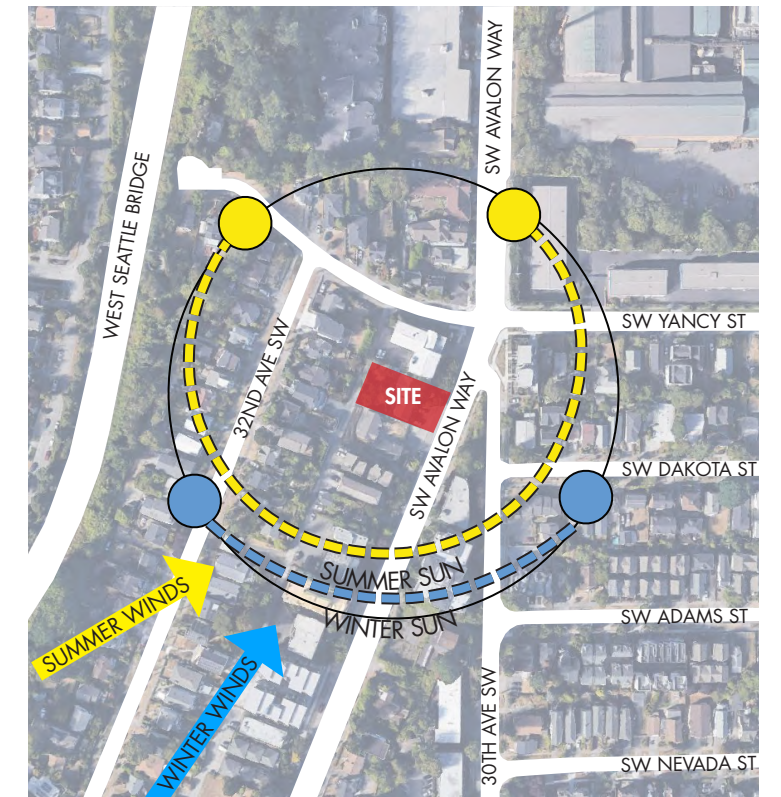 SW AVALON WAY
WEST SEATTLE BRIDGE
SW YANCY ST
32ND AVE SW
SITE
SW AVALON WAY
SW DAKOTA ST
SUMMER SUN
WINTER SUN
SUMMER WINDS
SW ADAMS ST
WINTER WINDS
30TH AVE SW
SW NEVADA ST